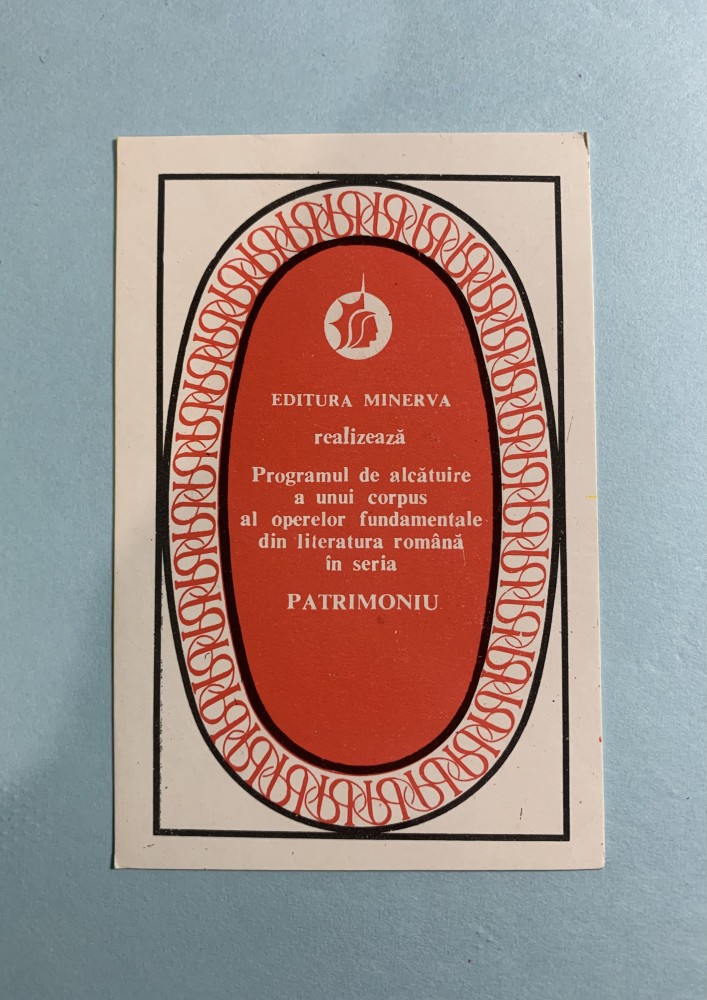 EDITURA MINERVA
realizează
Programul de alcătuire
a unui corpus
al operelor fundamentale
din literatura română
în seria
PATRIMONIU